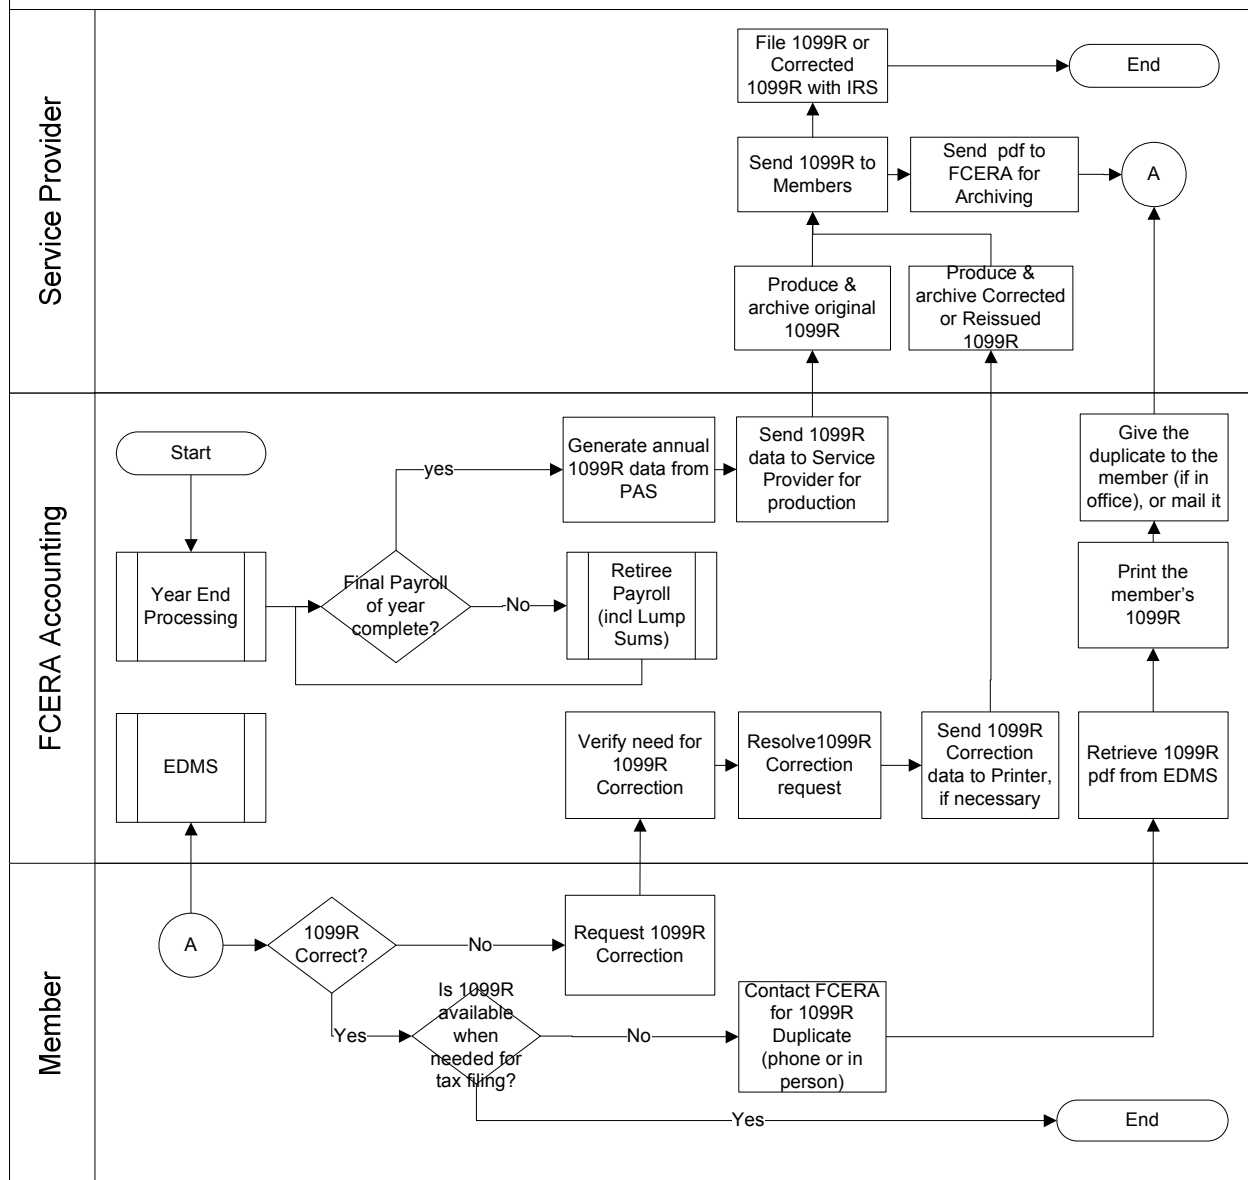 Service Provider
File 1099R or
Corrected
1099R with IRS
End
Send 1099R to
Members
Send  pdf to
FCERA for
Archiving
A
Produce &
archive original
1099R
Produce &
archive Corrected
or Reissued
1099R
FCERA Accounting
Start
yes
Generate annual
1099R data from
PAS
Send 1099R
data to Service
Provider for
production
Give the
duplicate to the
member (if in
office), or mail it
Year End
Processing
Final Payroll
of year
complete?
No
Retiree
Payroll
(incl Lump
Sums)
Print the
member’s
1099R
EDMS
Verify need for
1099R
Correction
Resolve1099R
Correction
request
Send 1099R
Correction
data to Printer,
if necessary
Retrieve 1099R
pdf from EDMS
Member
A
1099R
Correct?
No
Request 1099R
Correction
Yes
Is 1099R
available
when
needed for
tax filing?
No
Contact FCERA
for 1099R
Duplicate
(phone or in
person)
Yes
End